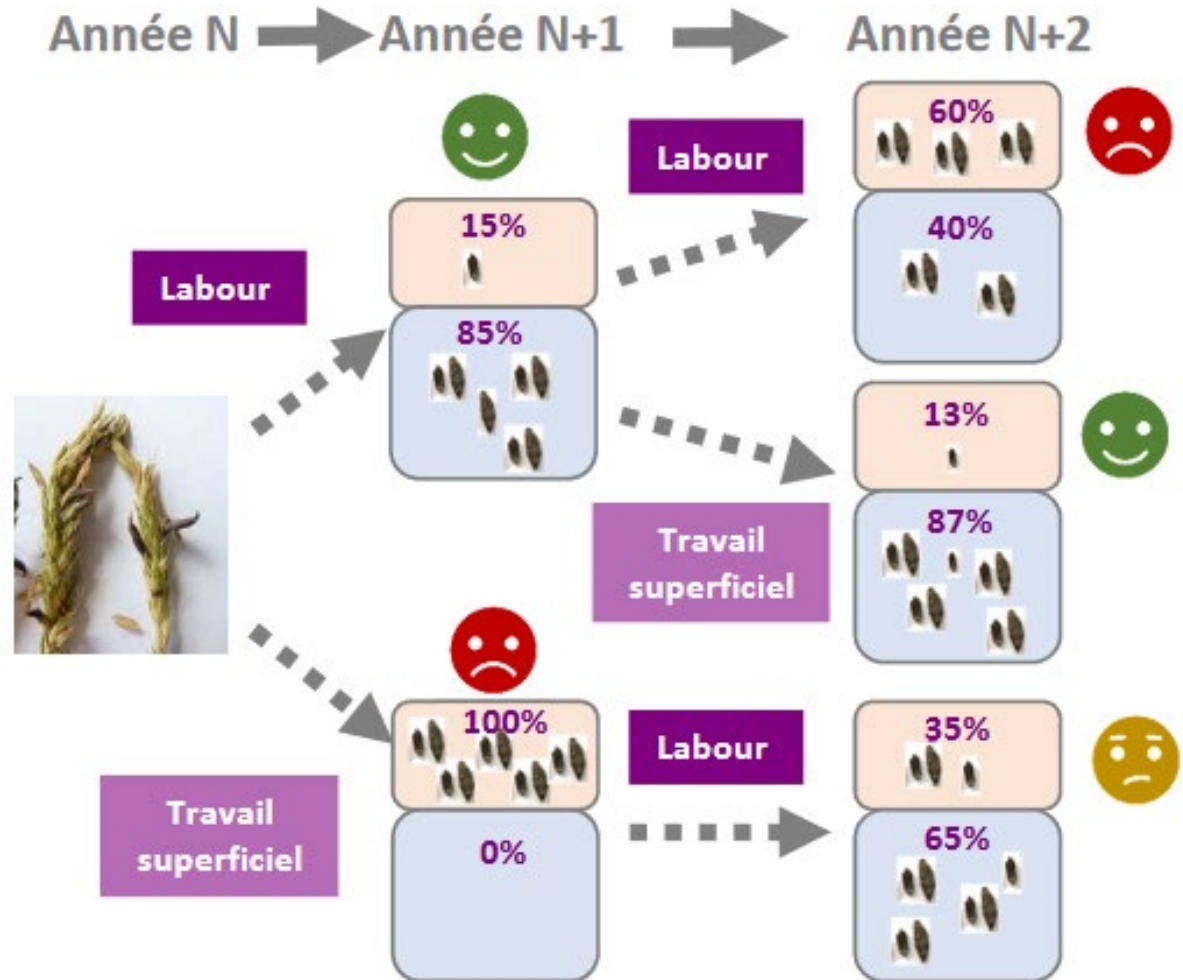 Année N
Année N+1
Année N+2
Labour
15%
85%
Labour
60%
40%
Travail
superficiel
13%
87%
Travail
superficiel
100%
0%
Labour
35%
65%